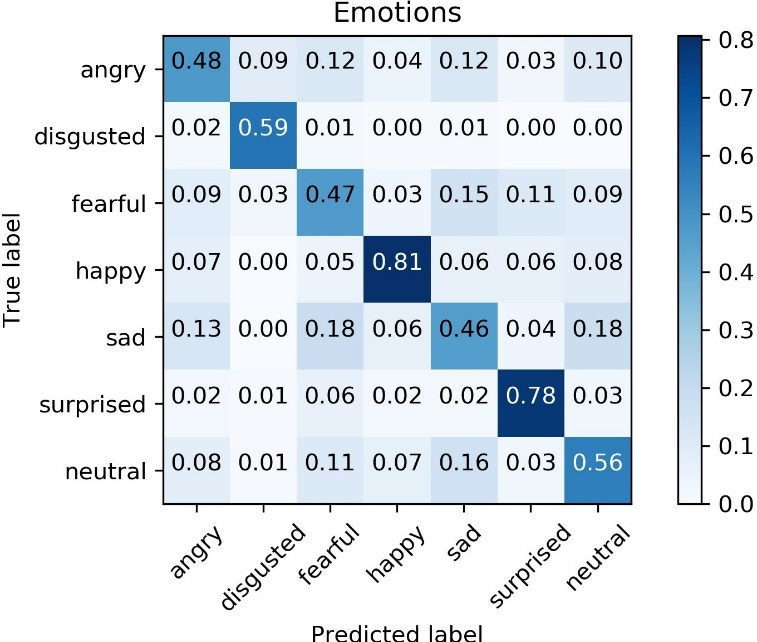 Emotions
angry 0.48 0.09 0.12 0.04 0.12 0.03 0.10
disgusted 0.02 0.59 0.01 0.00 0.01 0.00 0.00
fearful 0.09 0.03 0.47 0.03 0.15 0.11 0.09
happy 0.07 0.00 0.05 0.81 0.06 0.06 0.08
sad 0.13 0.00 0.18 0.06 0.46 0.04 0.18
surprised 0.02 0.01 0.06 0.02 0.02 0.78 0.03
neutral 0.08 0.01 0.11 0.07 0.16 0.03 0.56
angry disgusted fearful happy sad surprised neutral
True label
Predicted label
0.8
0.7
0.6
0.5
0.4
0.3
0.2
0.1
0.0